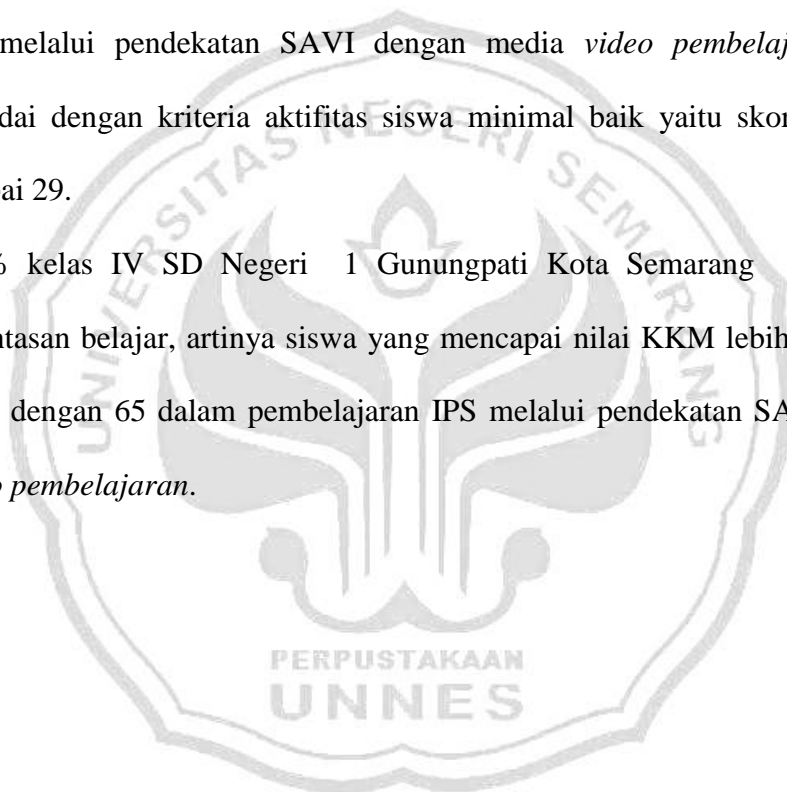 melalui pendekatan SAVI dengan media video pembelaj
dai dengan kriteria aktifitas siswa minimal baik yaitu skor
ai 29.
% kelas IV SD Negeri 1 Gunungpati Kota Semarang
ntasan belajar, artinya siswa yang mencapai nilai KKM lebih
dengan 65 dalam pembelajaran IPS melalui pendekatan SA
pembelajaran.
UNIVERSITAS NEGERI SEMARANG
PERPUSTAKAAN
UNNES